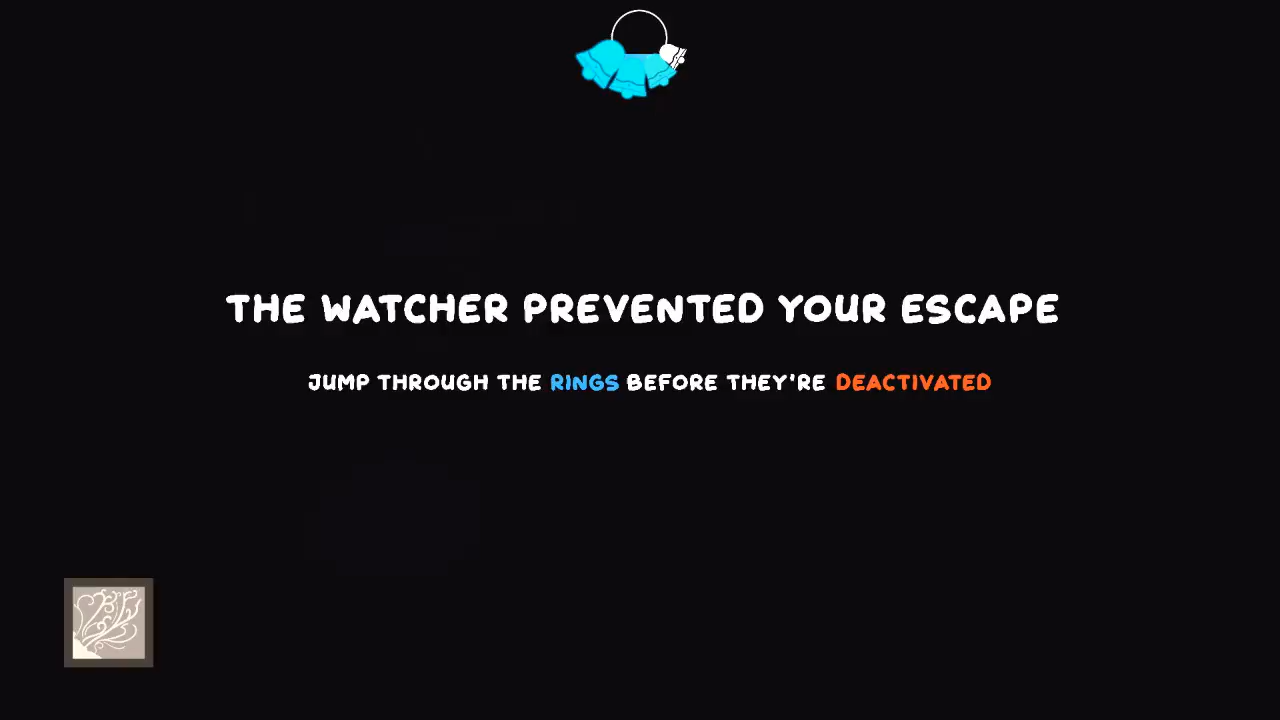 THE WATCHER PREVENTED YOUR ESCAPE
JUMP THROUGH THE RINGS BEFORE THEY'RE DEACTIVATED